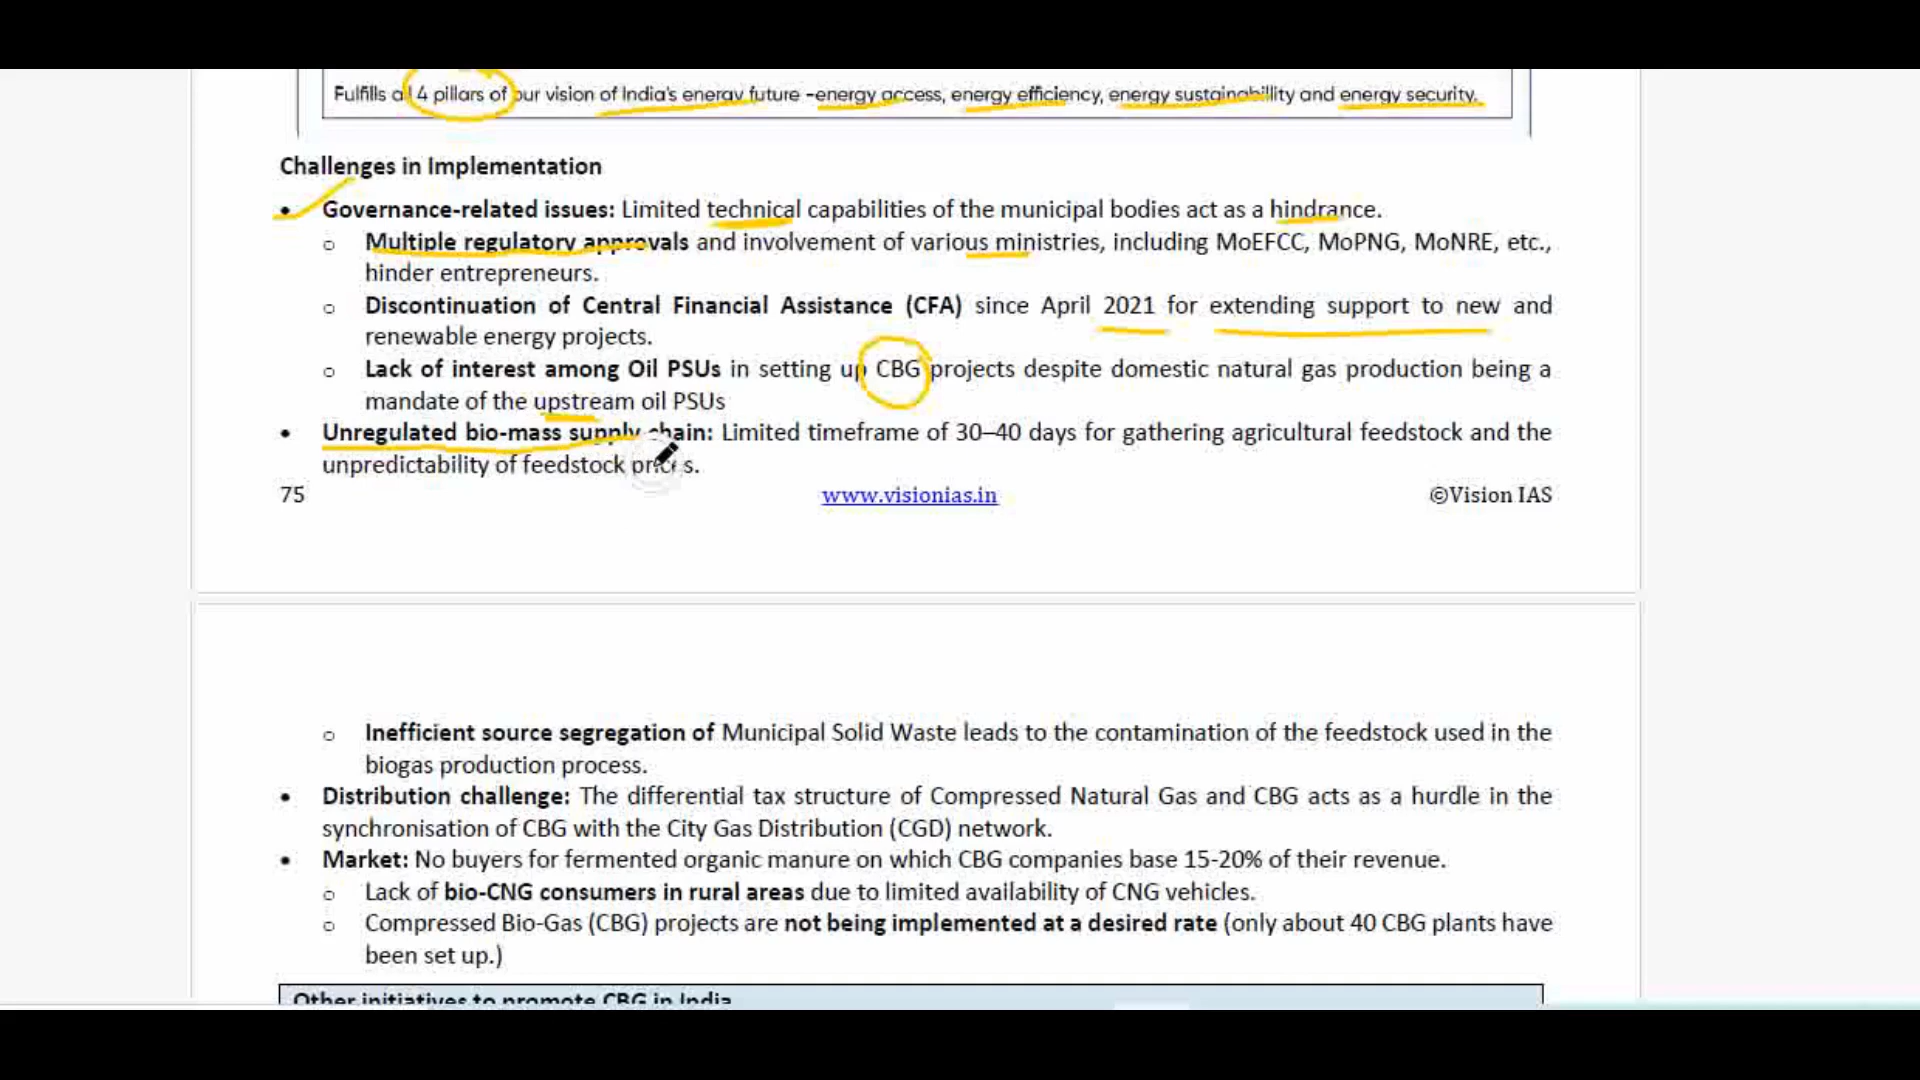 Fulfills all 4 pillars of our vision of India's energy future -energy access, energy efficiency, energy sustainability and energy security.
Challenges in Implementation
• Governance-related issues: Limited technical capabilities of the municipal bodies act as a hindrance.
o Multiple regulatory approvals and involvement of various ministries, including MoEFCC, MoPNG, MoNRE, etc.,
hinder entrepreneurs.
o Discontinuation of Central Financial Assistance (CFA) since April 2021 for extending support to new and
renewable energy projects.
o Lack of interest among Oil PSUs in setting up CBG projects despite domestic natural gas production being a
mandate of the upstream oil PSUs
• Unregulated bio-mass supply chain: Limited timeframe of 30–40 days for gathering agricultural feedstock and the
unpredictability of feedstock prices.
75 www.visionias.in ©Vision IAS
o Inefficient source segregation of Municipal Solid Waste leads to the contamination of the feedstock used in the
biogas production process.
• Distribution challenge: The differential tax structure of Compressed Natural Gas and CBG acts as a hurdle in the
synchronisation of CBG with the City Gas Distribution (CGD) network.
• Market: No buyers for fermented organic manure on which CBG companies base 15-20% of their revenue.
o Lack of bio-CNG consumers in rural areas due to limited availability of CNG vehicles.
o Compressed Bio-Gas (CBG) projects are not being implemented at a desired rate (only about 40 CBG plants have
been set up.)
Other initiatives to promote CBG in India